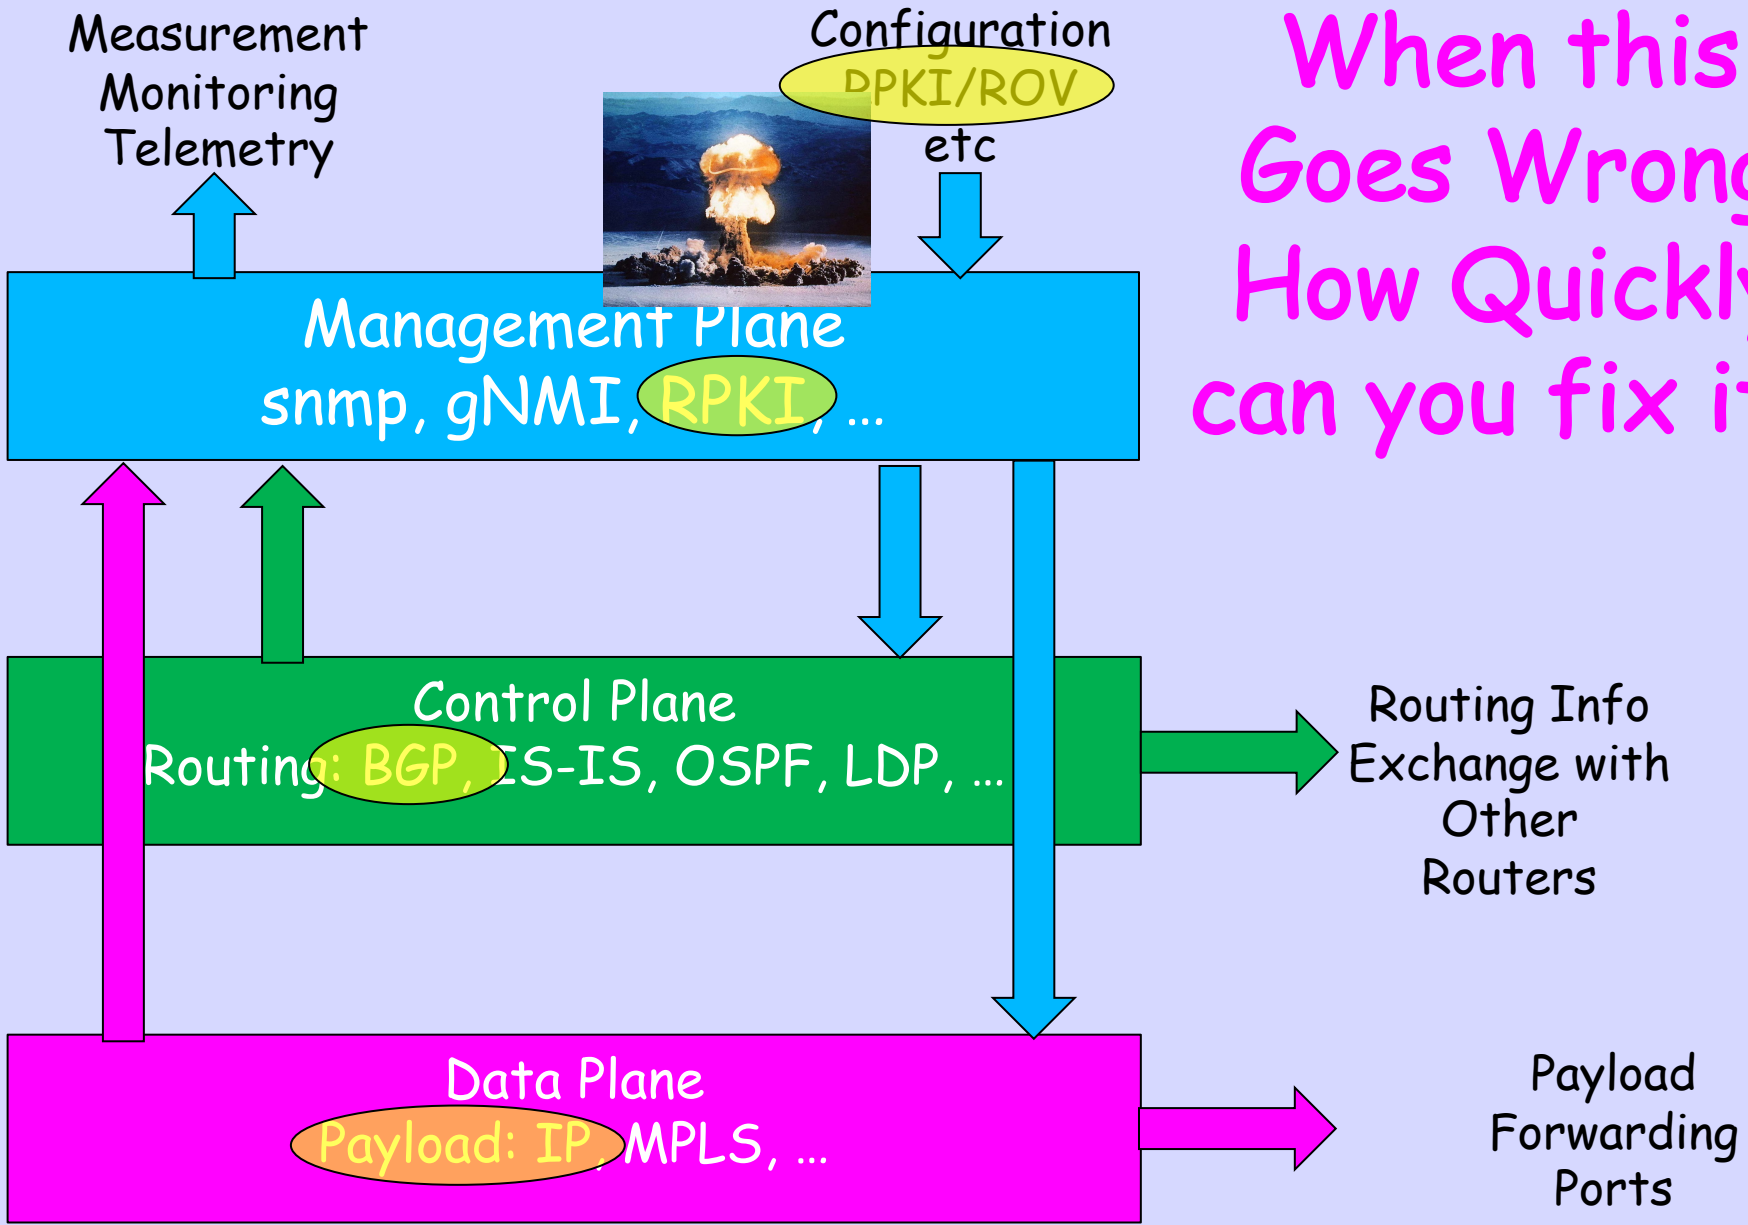 Measurement
Monitoring
Telemetry
Configuration
RPKI/ROV
etc
When this
Goes Wrong
How Quickly
can you fix it
Management Plane
snmp, gNMI, RPKI, ...
Control Plane
Routing: BGP, IS-IS, OSPF, LDP, ...
Routing Info
Exchange with
Other
Routers
Data Plane
Payload: IP, MPLS, ...
Payload
Forwarding
Ports